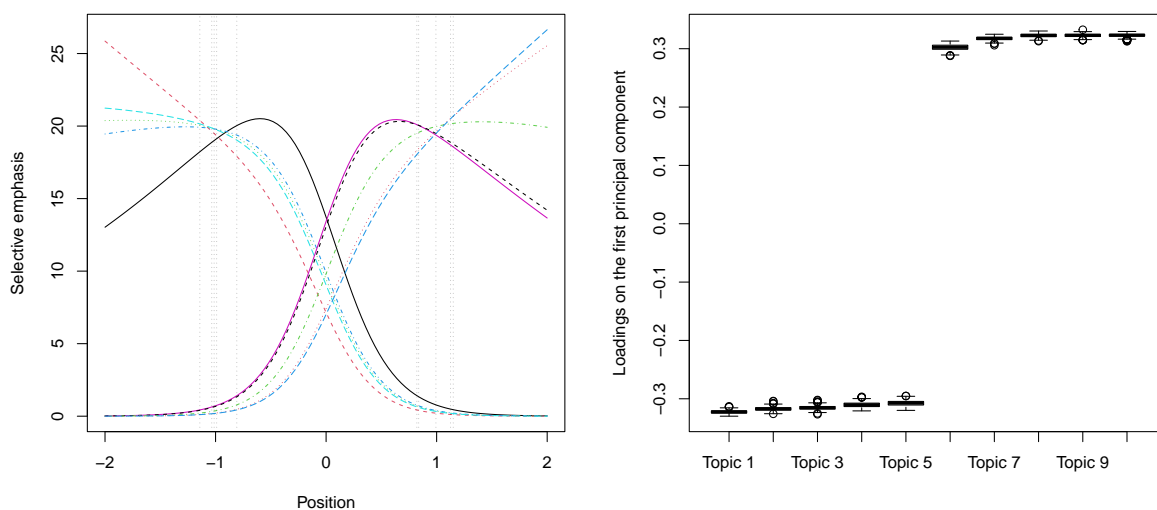 Selective emphasis
25
20
15
10
5
0
−2
−1
0
1
2
Position
Loadings on the first principal component
0.3
0.2
0.1
0.0
−0.1
−0.2
−0.3
Topic 1
Topic 3
Topic 5
Topic 7
Topic 9